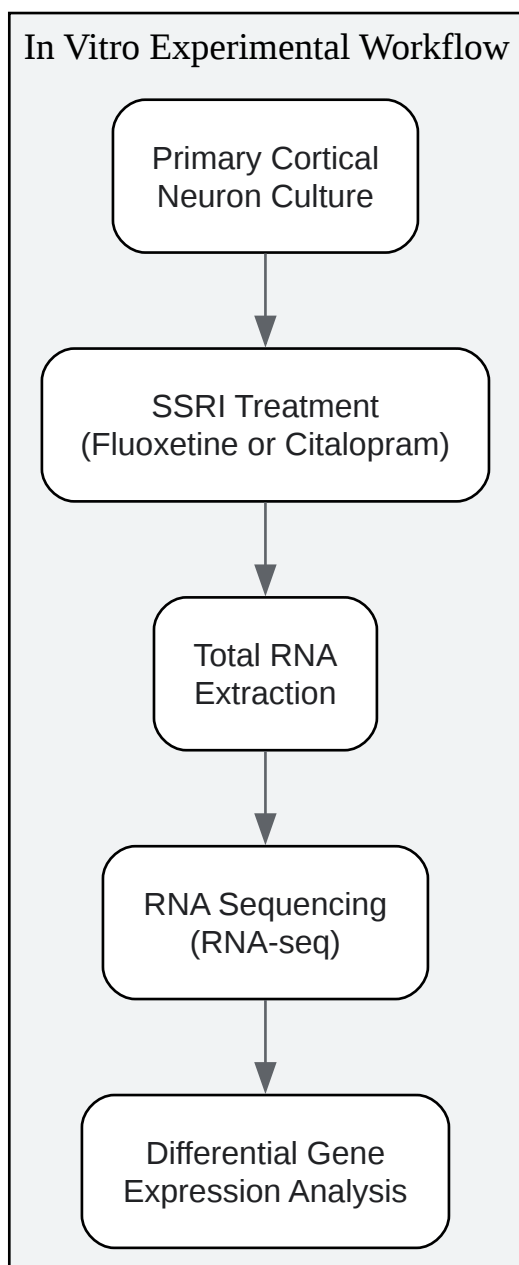 In Vitro Experimental Workflow
Primary Cortical
Neuron Culture
SSRI Treatment
(Fluoxetine or Citalopram)
Total RNA
Extraction
RNA Sequencing
(RNA-seq)
Differential Gene
Expression Analysis